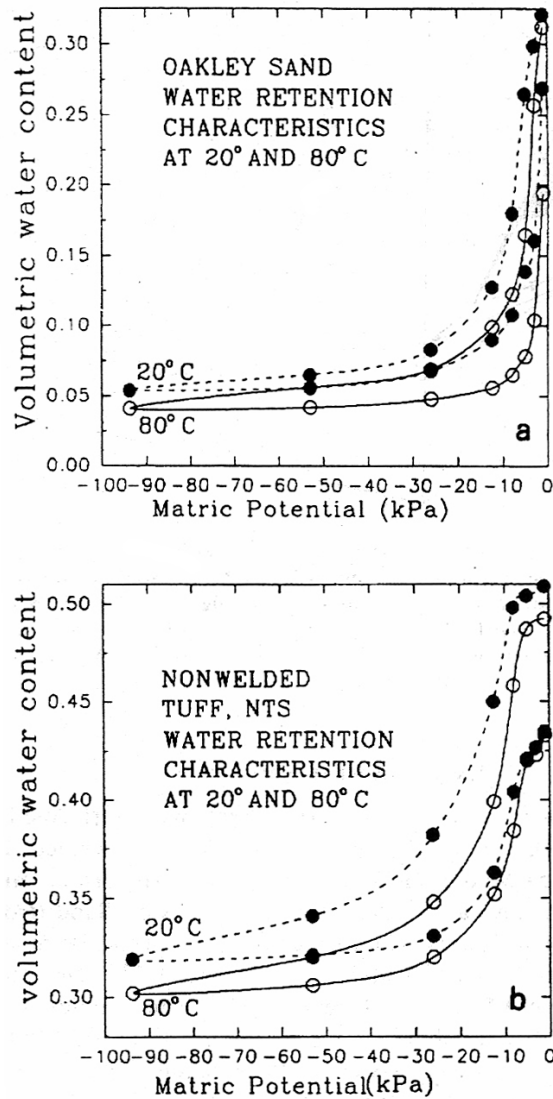 0.30
0.25
0.20
0.15
0.10
0.05
0.00
Volumetric water content
OAKLEY SAND
WATER RETENTION
CHARACTERISTICS
AT 20° AND 80° C
20°C
80°C
a
-100 -90 -80 -70 -60 -50 -40 -30 -20 -10 0
Matric Potential (kPa)
0.50
0.45
0.40
0.35
0.30
volumetric water content
NONWELDED
TUFF, NTS
WATER RETENTION
CHARACTERISTICS
AT 20° AND 80° C
20°C
80°C
b
-100 -90 -80 -70 -60 -50 -40 -30 -20 -10 0
Matric Potential(kPa)